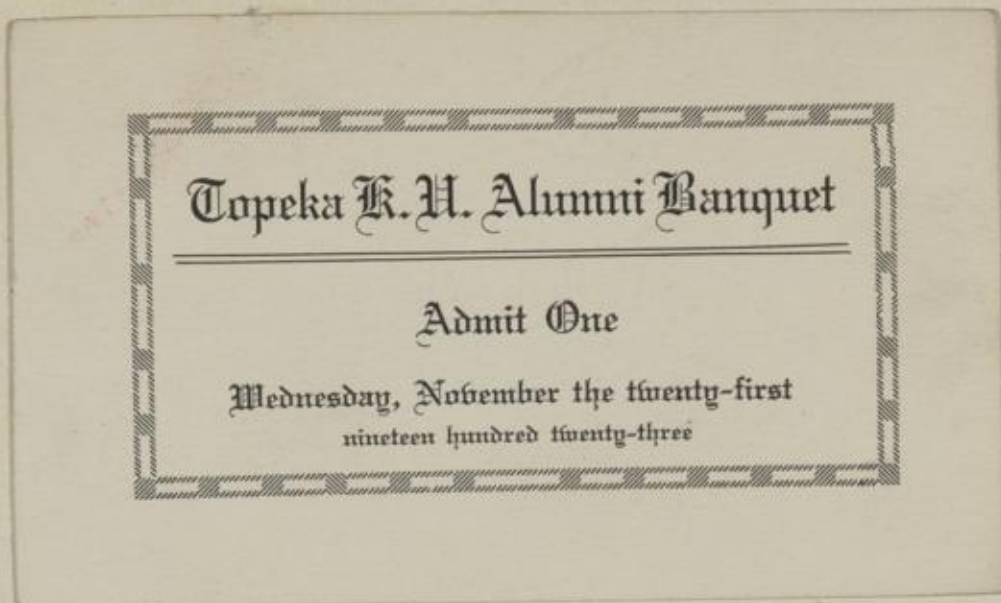 Topeka K. U. Alumni Banquet
Admit One
Wednesday, November the twenty-first
nineteen hundred twenty-three